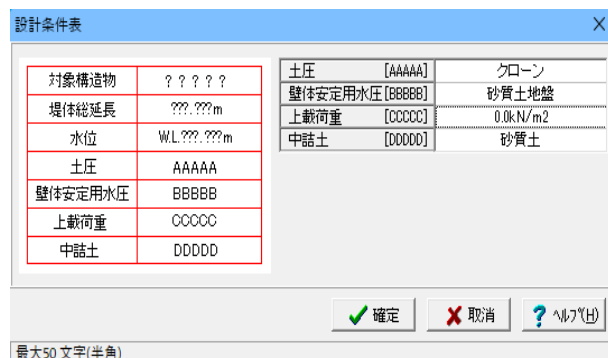 設計条件表
対象構造物 ？？？？？
堤体総延長 ???.???m
水位 W.L.???.???m
土圧 AAAAA
壁体安定用水圧 BBBBB
上載荷重 CCCCC
中詰土 DDDDD
土圧 [AAAAA] クローン
壁体安定用水圧[BBBBB] 砂質土地盤
上載荷重 [CCCCC] 0.0kN/m2
中詰土 [DDDDD] 砂質土
確定 取消 ? ﾍﾙﾌﾟ(H)
最大50文字(半角)